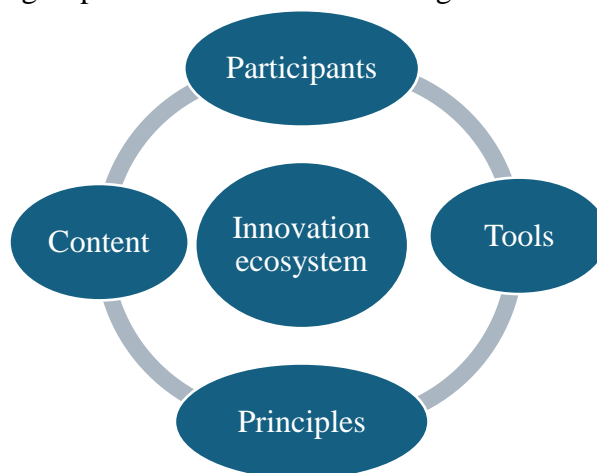 Participants
Content
Innovation
ecosystem
Tools
Principles